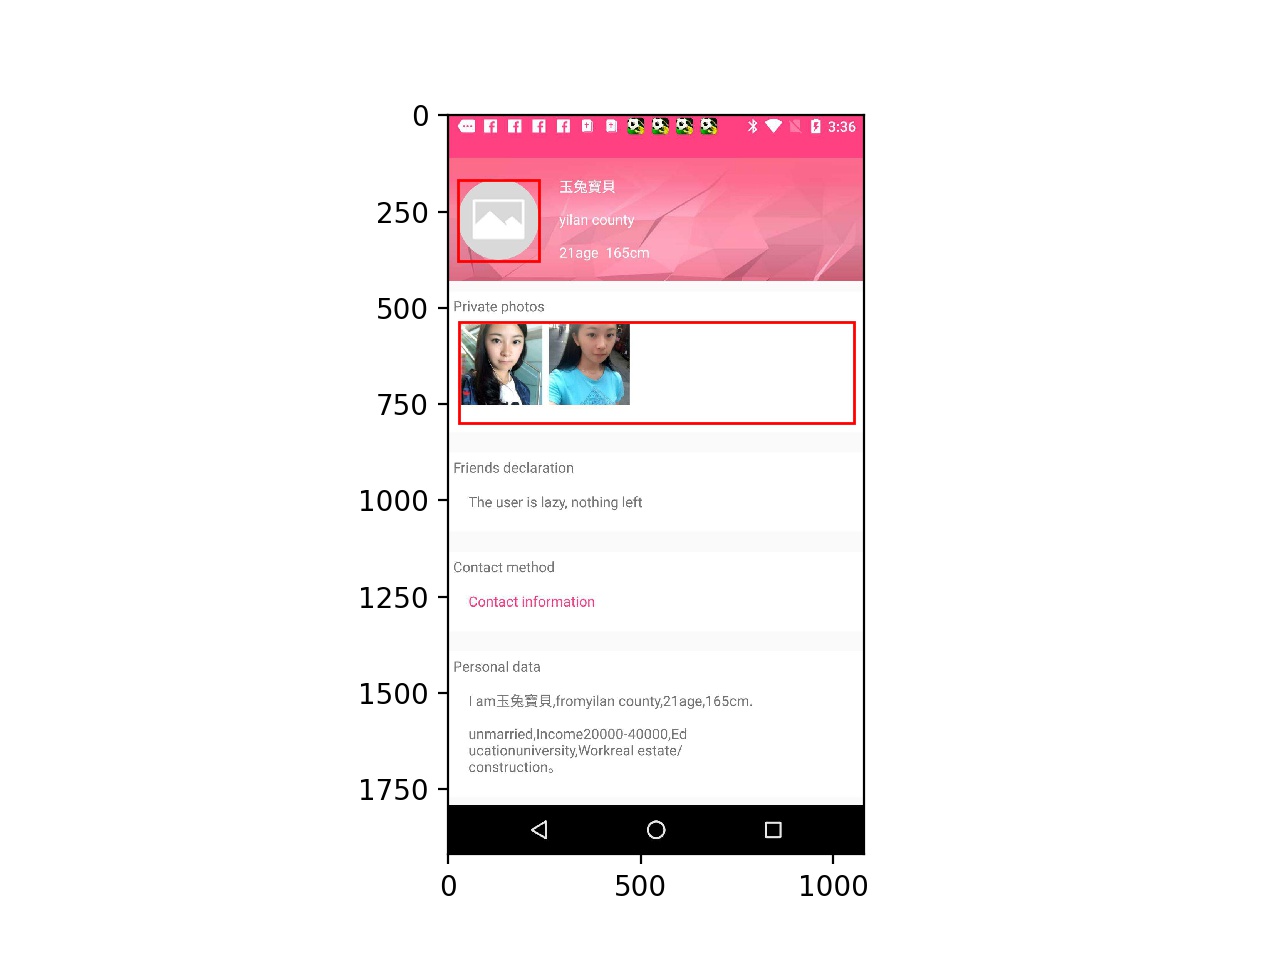 0
3:36
玉兔寶貝
250
yilan county
21age 165cm
500
Private photos
750
Friends declaration
1000
The user is lazy, nothing left
Contact method
1250
Contact information
Personal data
1500
I am玉兔寶貝,fromyilan county,21age,165cm.
unmarried,Income20000-40000,Ed
ucationuniversity,Workreal estate/
construction。
1750
0
500
1000